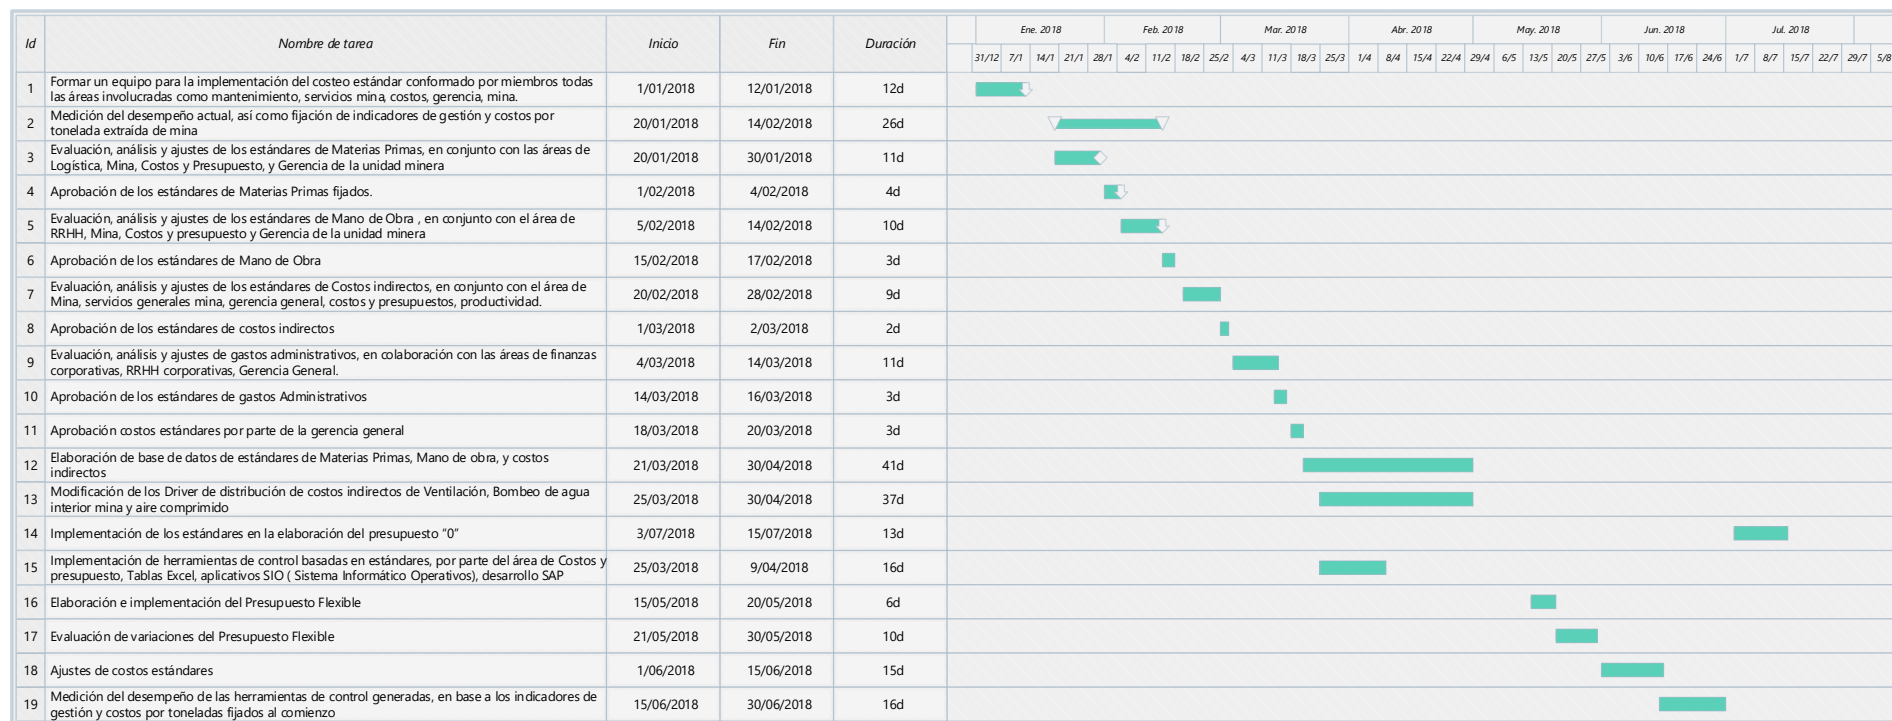 Id Nombre de tarea Inicio Fin Duración Ene. 2018 Feb. 2018 Mar. 2018 Abr. 2018 May. 2018 Jun. 2018 Jul. 2018
31/12 7/1 14/1 21/1 28/1 4/2 11/2 18/2 25/2 4/3 11/3 18/3 25/3 1/4 8/4 15/4 22/4 29/4 6/5 13/5 20/5 27/5 3/6 10/6 17/6 24/6 1/7 8/7 15/7 22/7 29/7 5/8
1 Formar un equipo para la implementación del costeo estándar conformado por miembros todas
las áreas involucradas como mantenimiento, servicios mina, costos, gerencia, mina. 1/01/2018 12/01/2018 12d
2 Medición del desempeño actual, así como fijación de indicadores de gestión y costos por
tonelada extraída de mina 20/01/2018 14/02/2018 26d
3 Evaluación, análisis y ajustes de los estándares de Materias Primas, en conjunto con las áreas de
Logística, Mina, Costos y Presupuesto, y Gerencia de la unidad minera 20/01/2018 30/01/2018 11d
4 Aprobación de los estándares de Materias Primas fijados. 1/02/2018 4/02/2018 4d
5 Evaluación, análisis y ajustes de los estándares de Mano de Obra , en conjunto con el área de
RRHH, Mina, Costos y presupuesto y Gerencia de la unidad minera 5/02/2018 14/02/2018 10d
6 Aprobación de los estándares de Mano de Obra 15/02/2018 17/02/2018 3d
7 Evaluación, análisis y ajustes de los estándares de Costos indirectos, en conjunto con el área de
Mina, servicios generales mina, gerencia general, costos y presupuestos, productividad. 20/02/2018 28/02/2018 9d
8 Aprobación de los estándares de costos indirectos 1/03/2018 2/03/2018 2d
9 Evaluación, análisis y ajustes de gastos administrativos, en colaboración con las áreas de finanzas
corporativas, RRHH corporativas, Gerencia General. 4/03/2018 14/03/2018 11d
10 Aprobación de los estándares de gastos Administrativos 14/03/2018 16/03/2018 3d
11 Aprobación costos estándares por parte de la gerencia general 18/03/2018 20/03/2018 3d
12 Elaboración de base de datos de estándares de Materias Primas, Mano de obra, y costos
indirectos 21/03/2018 30/04/2018 41d
13 Modificación de los Driver de distribución de costos indirectos de Ventilación, Bombeo de agua
interior mina y aire comprimido 25/03/2018 30/04/2018 37d
14 Implementación de los estándares en la elaboración del presupuesto “0” 3/07/2018 15/07/2018 13d
15 Implementación de herramientas de control basadas en estándares, por parte del área de Costos y
presupuesto, Tablas Excel, aplicativos SIO ( Sistema Informático Operativos), desarrollo SAP 25/03/2018 9/04/2018 16d
16 Elaboración e implementación del Presupuesto Flexible 15/05/2018 20/05/2018 6d
17 Evaluación de variaciones del Presupuesto Flexible 21/05/2018 30/05/2018 10d
18 Ajustes de costos estándares 1/06/2018 15/06/2018 15d
19 Medición del desempeño de las herramientas de control generadas, en base a los indicadores de
gestión y costos por toneladas fijados al comienzo 15/06/2018 30/06/2018 16d